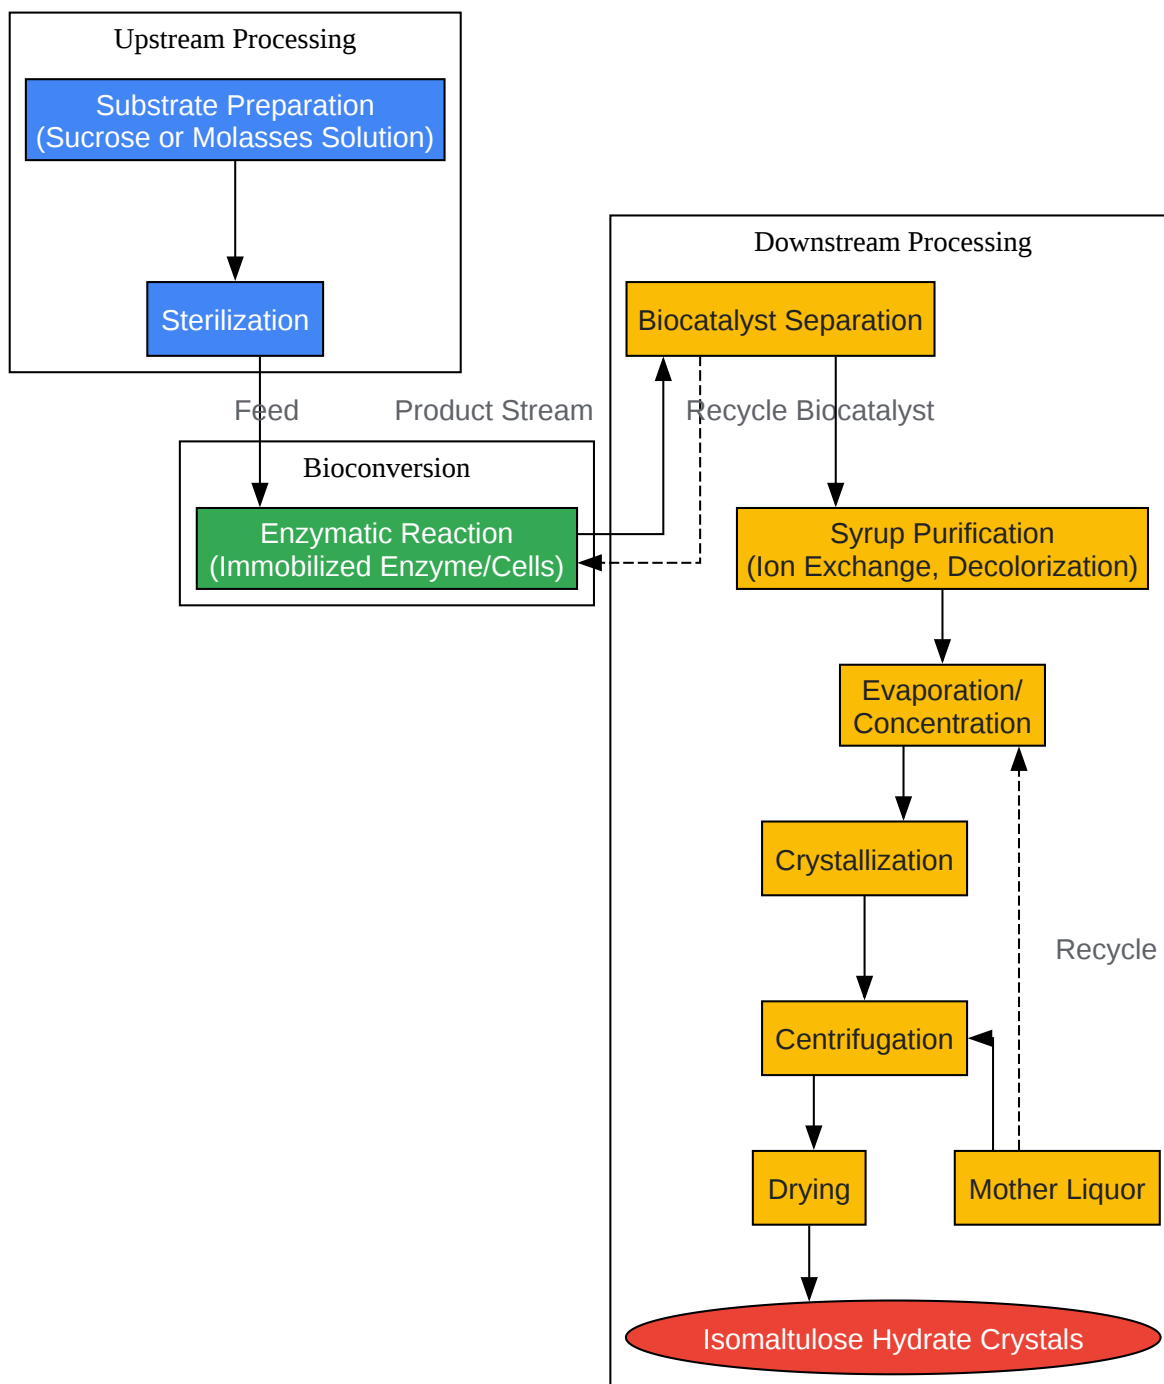 Upstream Processing
Substrate Preparation
(Sucrose or Molasses Solution)
Sterilization
Feed
Product Stream
Bioconversion
Enzymatic Reaction
(Immobilized Enzyme/Cells)
Downstream Processing
Biocatalyst Separation
Recycle Biocatalyst
Syrup Purification
(Ion Exchange, Decolorization)
Evaporation/
Concentration
Crystallization
Recycle
Centrifugation
Drying
Mother Liquor
Isomaltulose Hydrate Crystals